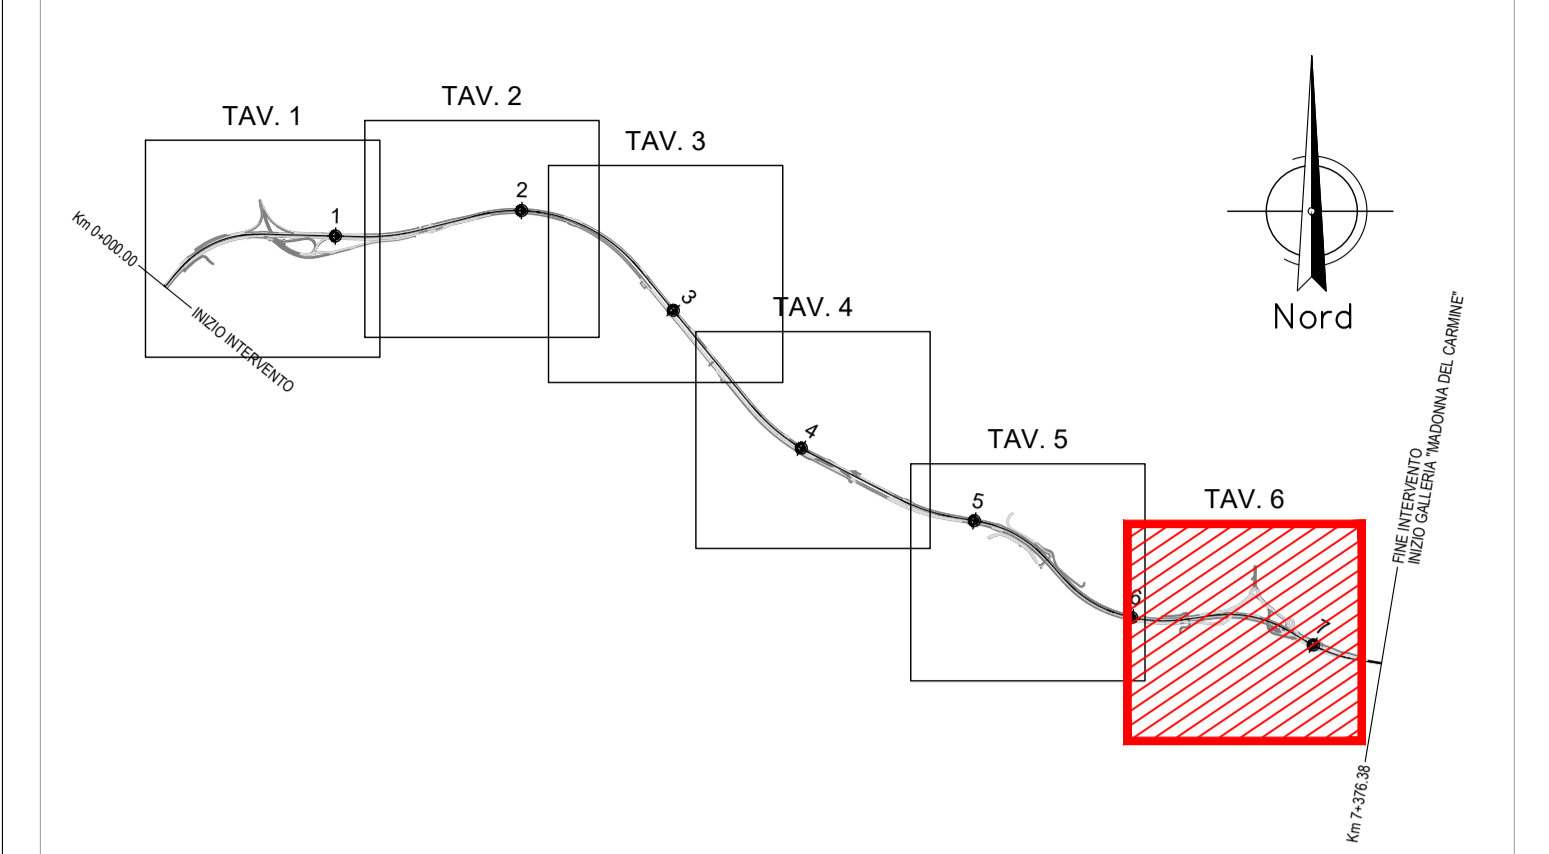 TAV. 1
TAV. 2
TAV. 3
TAV. 4
TAV. 5
TAV. 6
1
2
3
4
5
6
7
Km 0+000.00
INIZIO INTERVENTO
Nord
FINE INTERVENTO
INIZIO GALLERIA "MADONNA DEL CARMINE"
Km 7+376.38